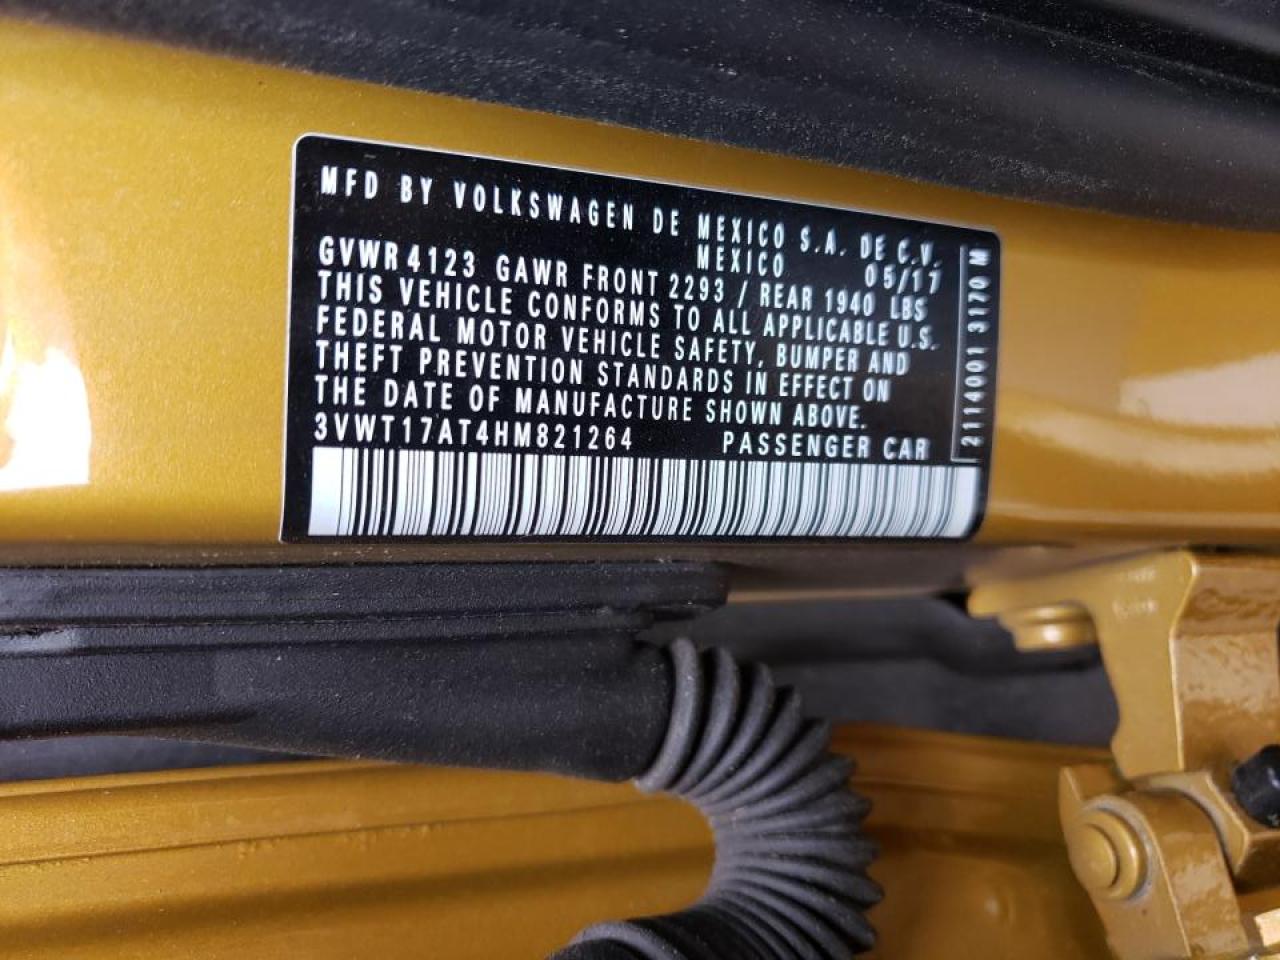 MFD BY VOLKSWAGEN DE MEXICO S.A. DE C.V.
MEXICO 05/17
GVWR 4123 GAWR FRONT 2293 / REAR 1940 LBS
THIS VEHICLE CONFORMS TO ALL APPLICABLE U.S.
FEDERAL MOTOR VEHICLE SAFETY, BUMPER AND
THEFT PREVENTION STANDARDS IN EFFECT ON
THE DATE OF MANUFACTURE SHOWN ABOVE.
3VWT17AT4HM821264 PASSENGER CAR
2114001 3170 M